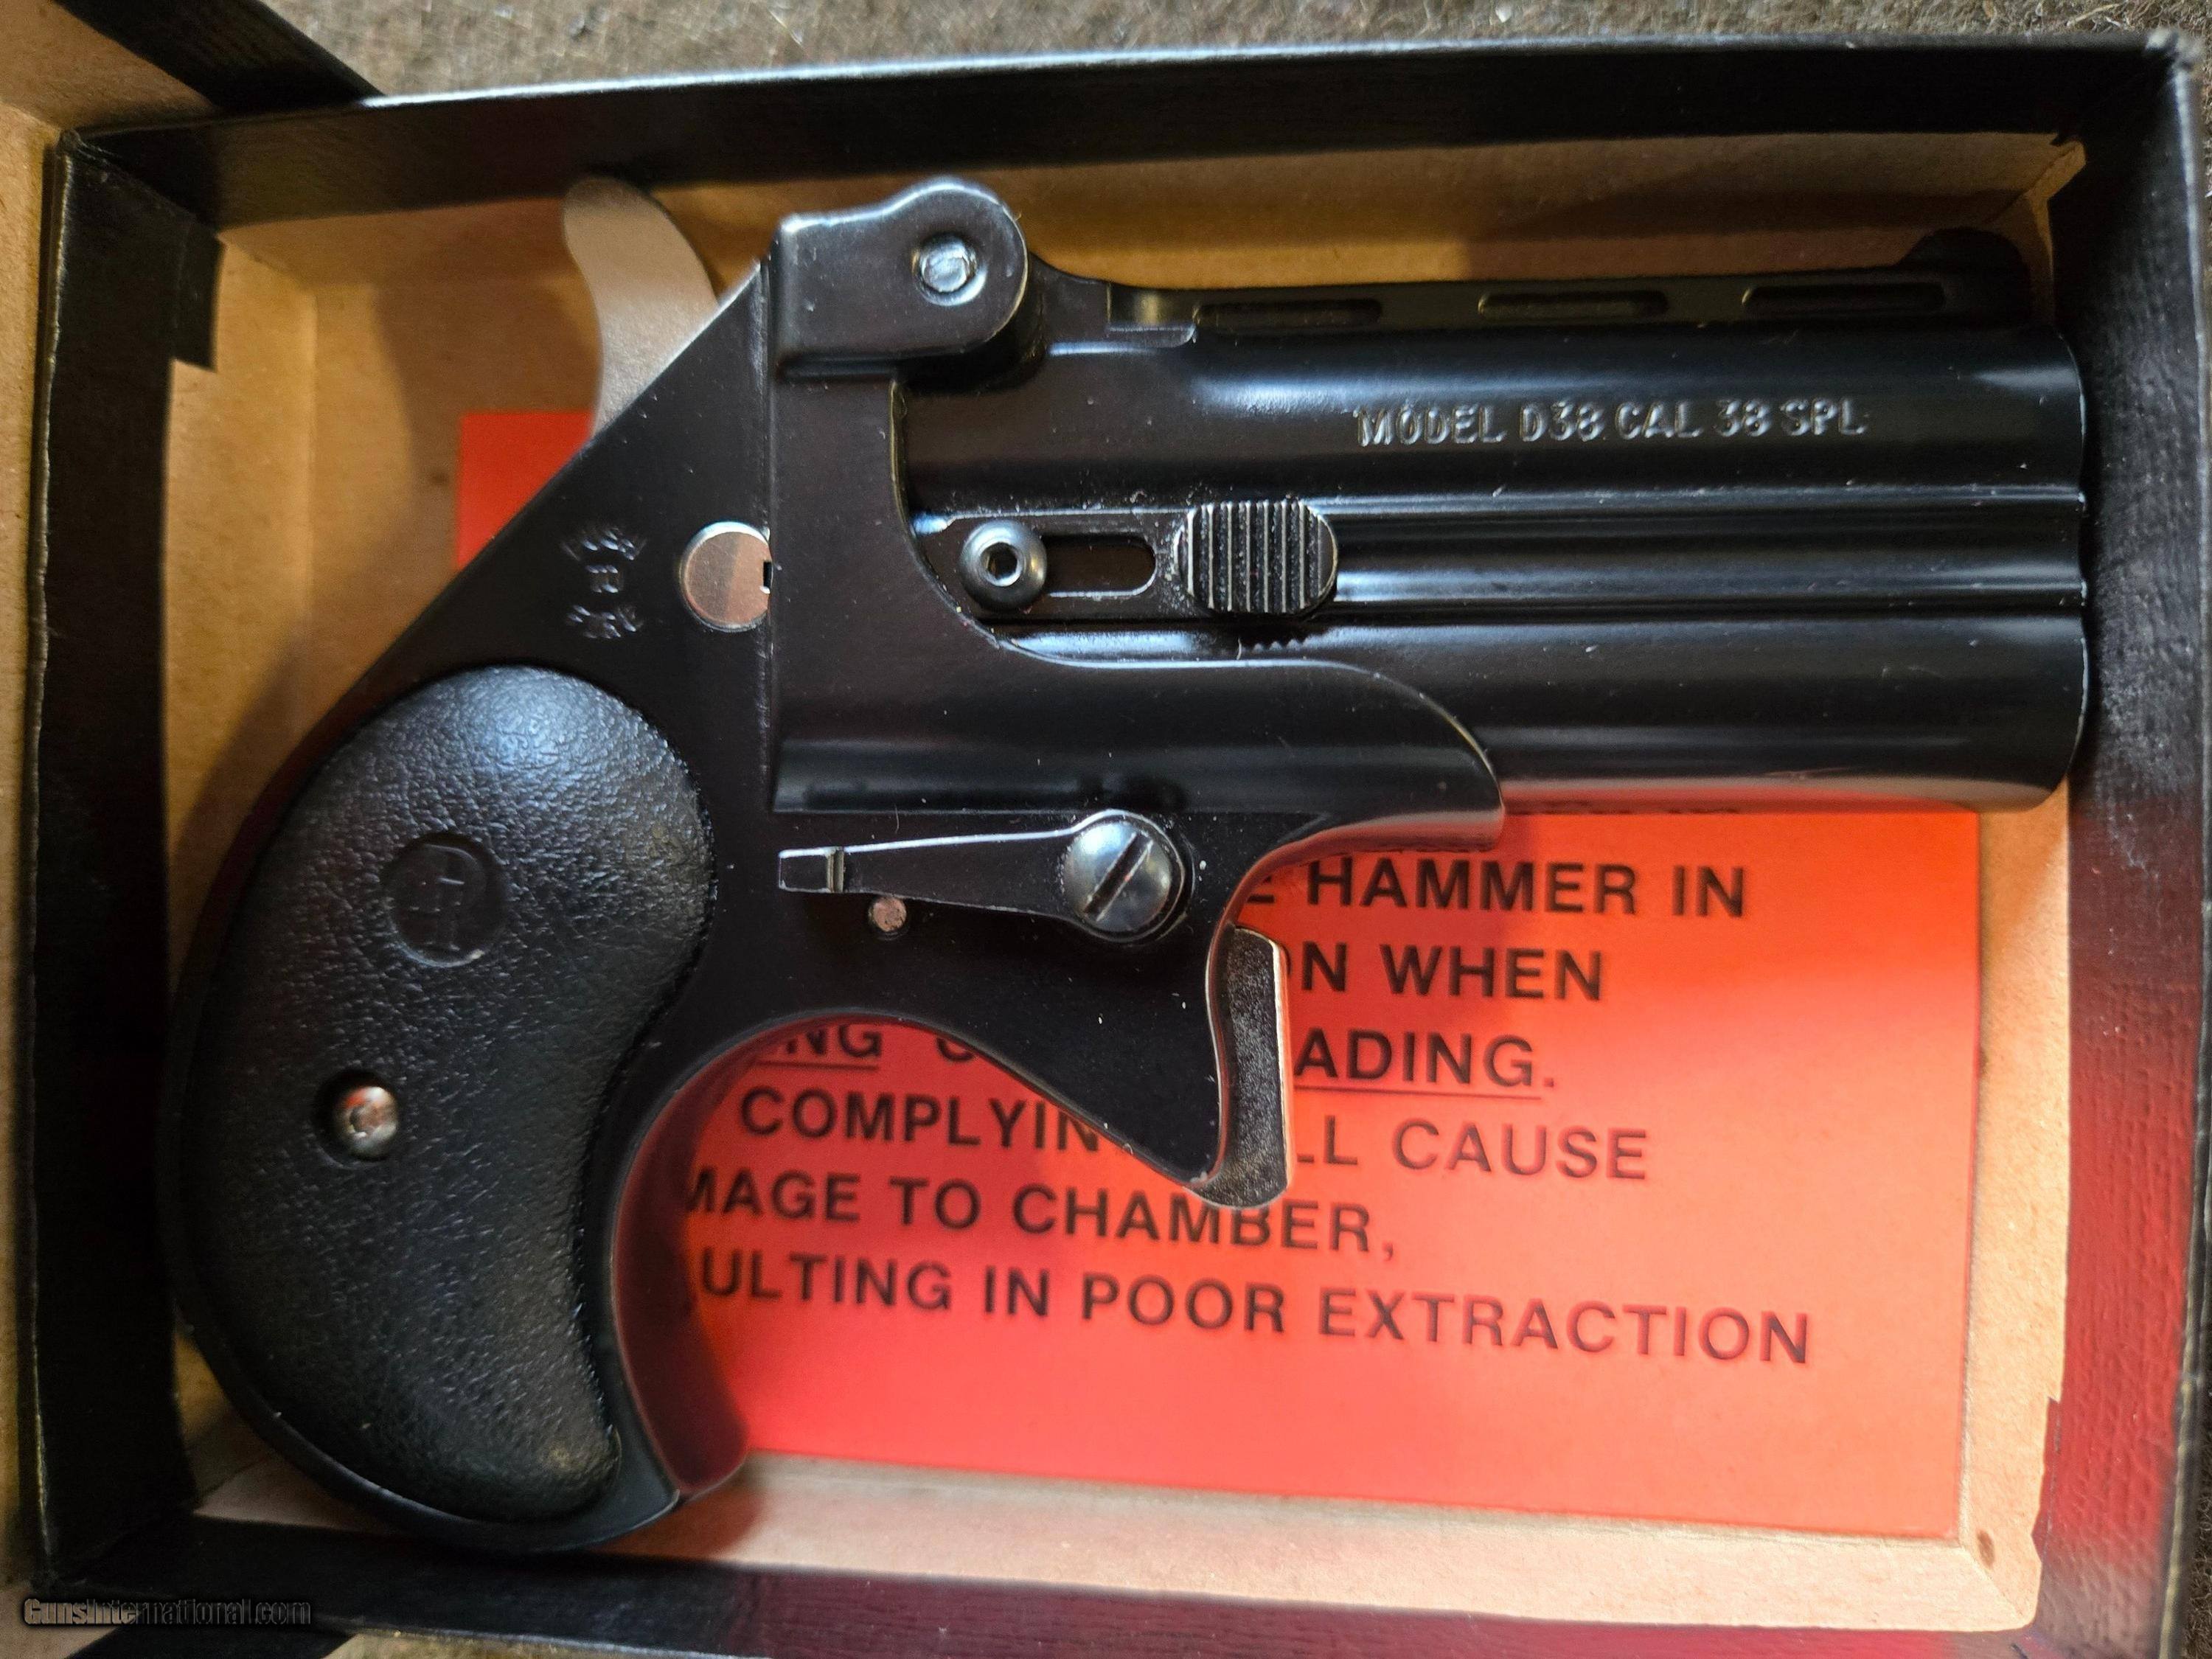 MODEL D38 CAL 38 SPL
HAMMER IN
WHEN
ADING.
COMPLYIN LL CAUSE
MAGE TO CHAMBER,
ULTING IN POOR EXTRACTION
GunsInternational.com